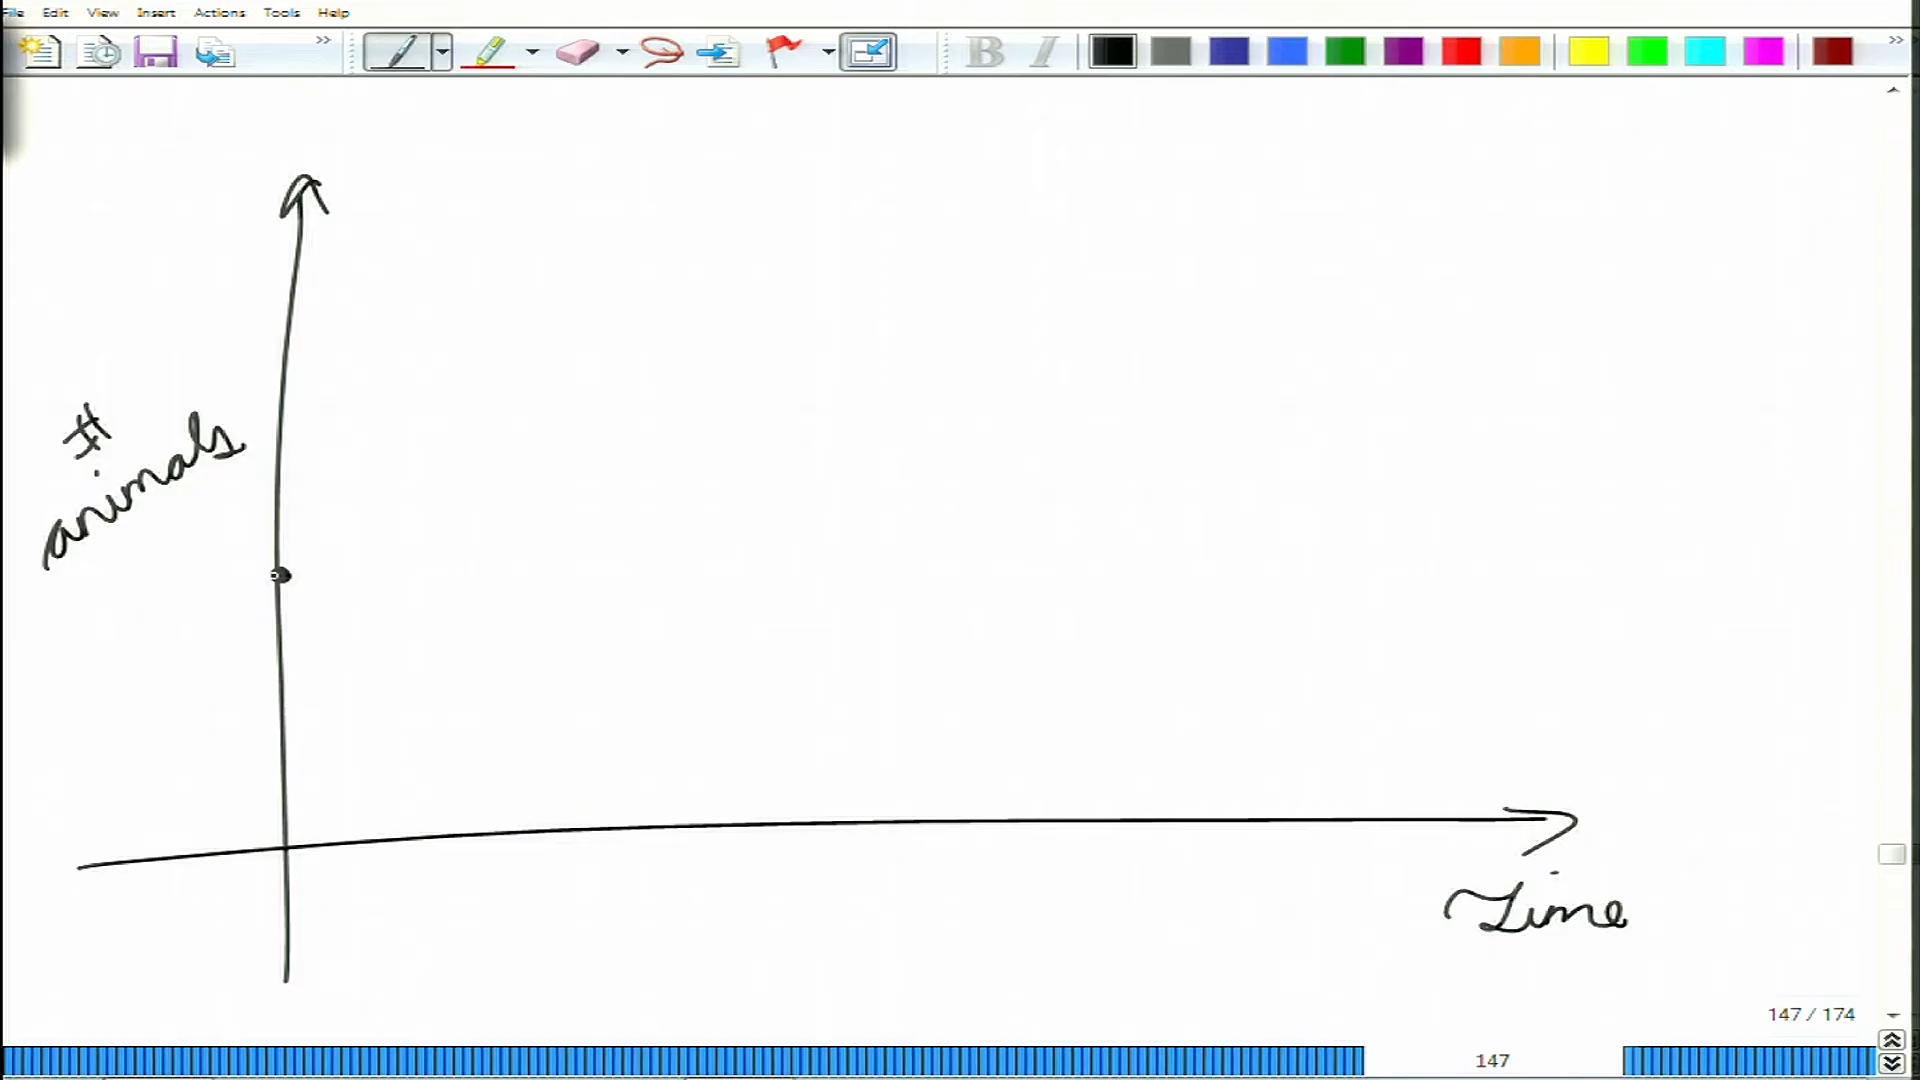 File Edit View Insert Actions Tools Help
B I
#
animals
Time
147 / 174
147